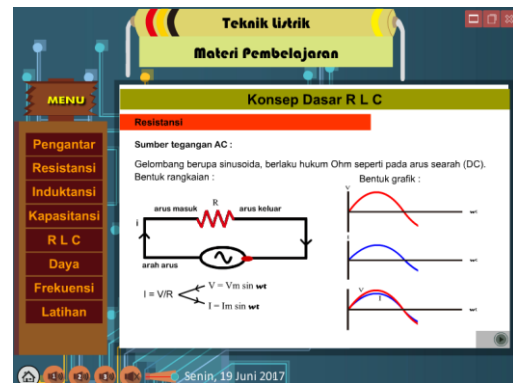 Teknik Listrik
Materi Pembelajaran
MENU
Pengantar
Resistansi
Induktansi
Kapasitansi
R L C
Daya
Frekuensi
Latihan
Konsep Dasar R L C
Resistansi
Sumber tegangan AC :
Gelombang berupa sinusoida, berlaku hukum Ohm seperti pada arus searah (DC).
Bentuk rangkaian :
Bentuk grafik :
arus masuk R arus keluar
i
arah arus
I = V/R
V = Vm sin wt
I = Im sin wt
V
wt
wt
V
I
wt
Senin, 19 Juni 2017